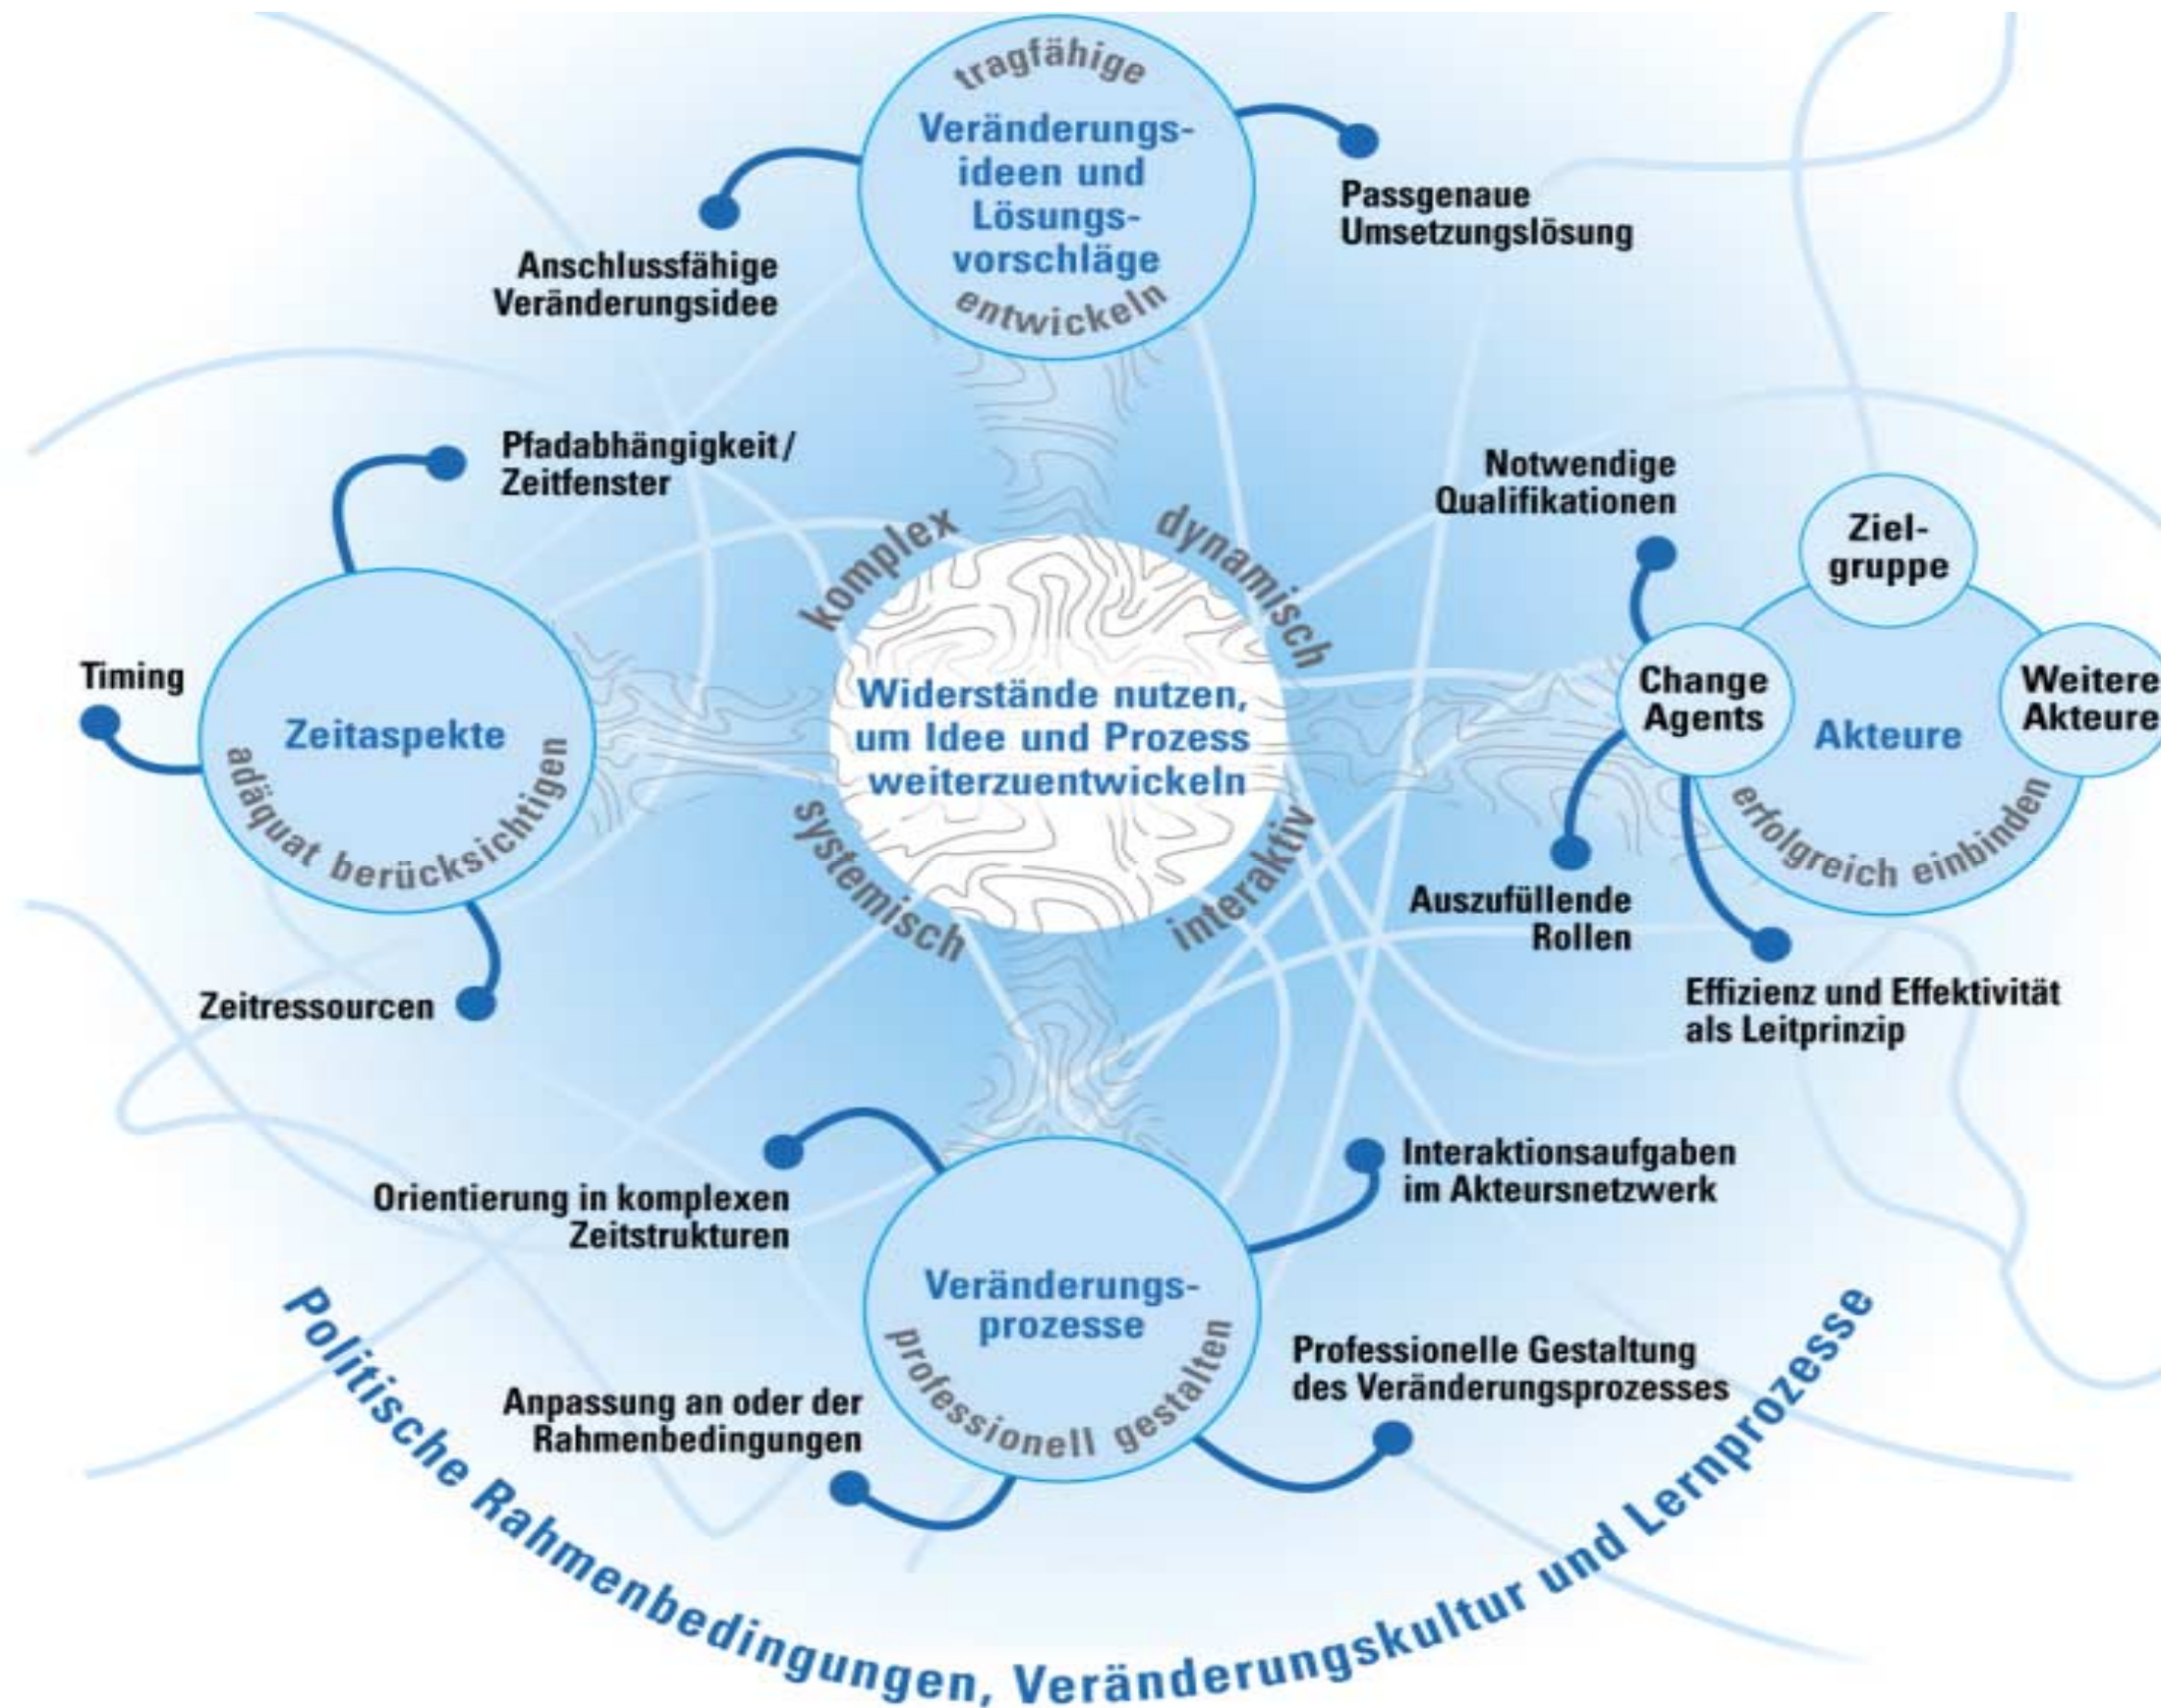 tragfähige
Veränderungs-
ideen und
Lösungs-
vorschläge
entwickeln
Anschlussfähige
Veränderungsidee
Passgenaue
Umsetzungslösung
Pfadabhängigkeit/
Zeitfenster
Timing
Zeitaspekte
adäquat berücksichtigen
Zeitressourcen
komplex
dynamisch
Widerstände nutzen,
um Idee und Prozess
weiterzuentwickeln
systemisch
interaktiv
Notwendige
Qualifikationen
Ziel-
gruppe
Change
Agents
Akteure
Weitere
Akteure
erfolgreich einbinden
Auszufüllende
Rollen
Effizienz und Effektivität
als Leitprinzip
Orientierung in komplexen
Zeitstrukturen
Interaktionsaufgaben
im Akteursnetzwerk
Veränderungs-
prozesse
professionell gestalten
Anpassung an oder der
Rahmenbedingungen
Professionelle Gestaltung
des Veränderungsprozesses
Politische Rahmenbedingungen, Veränderungskultur und Lernprozesse